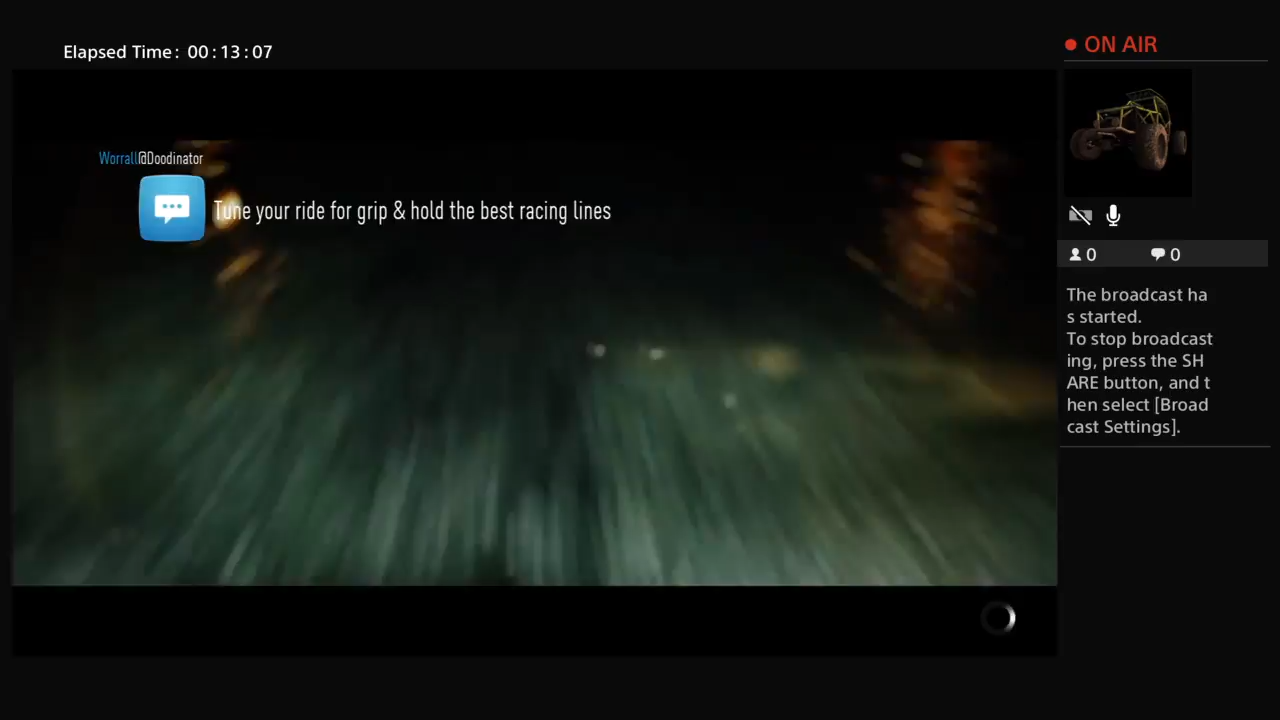 Elapsed Time: 00:13:07
ON AIR
Worrall@Doodinator
Tune your ride for grip & hold the best racing lines
0 0
The broadcast ha
s started.
To stop broadcast
ing, press the SH
ARE button, and t
hen select [Broad
cast Settings].